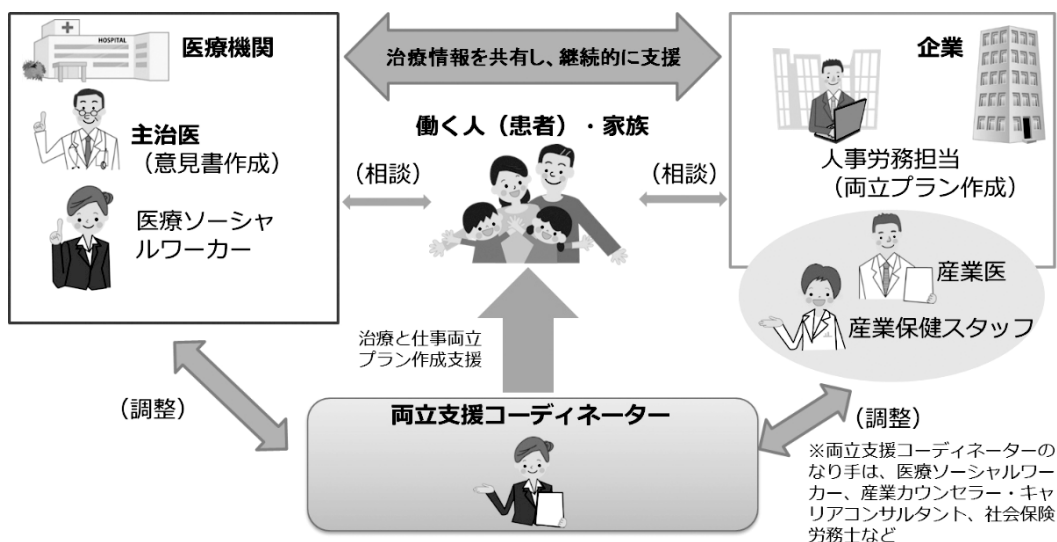 HOSPITAL
医療機関
治療情報を共有し、継続的に支援
企業
主治医
（意見書作成）
医療ソーシャ
ルワーカー
働く人（患者）・家族
（相談）
（相談）
人事労務担当
（両立プラン作成）
産業医
産業保健スタッフ
治療と仕事両立
プラン作成支援
（調整）
両立支援コーディネーター
（調整）
※両立支援コーディネーターの
なり手は、医療ソーシャルワー
カー、産業カウンセラー・キャ
リアコンサルタント、社会保険
労務士など